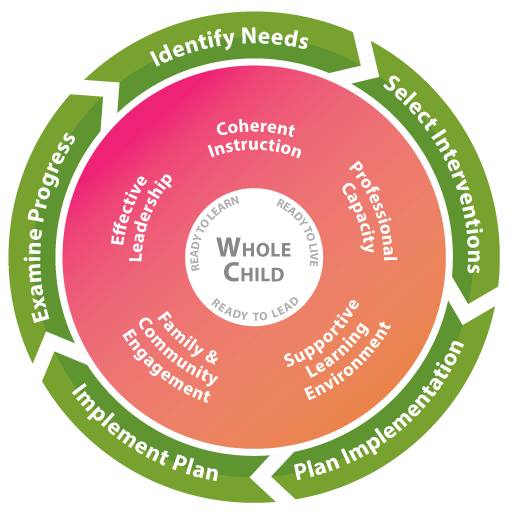 Identify Needs
Select Interventions
Plan Implementation
Implement Plan
Examine Progress
Coherent
Instruction
Professional
Capacity
Supportive
Learning
Environment
Family &
Community
Engagement
Effective
Leadership
READY TO LEARN
READY TO LIVE
READY TO LEAD
WHOLE
CHILD